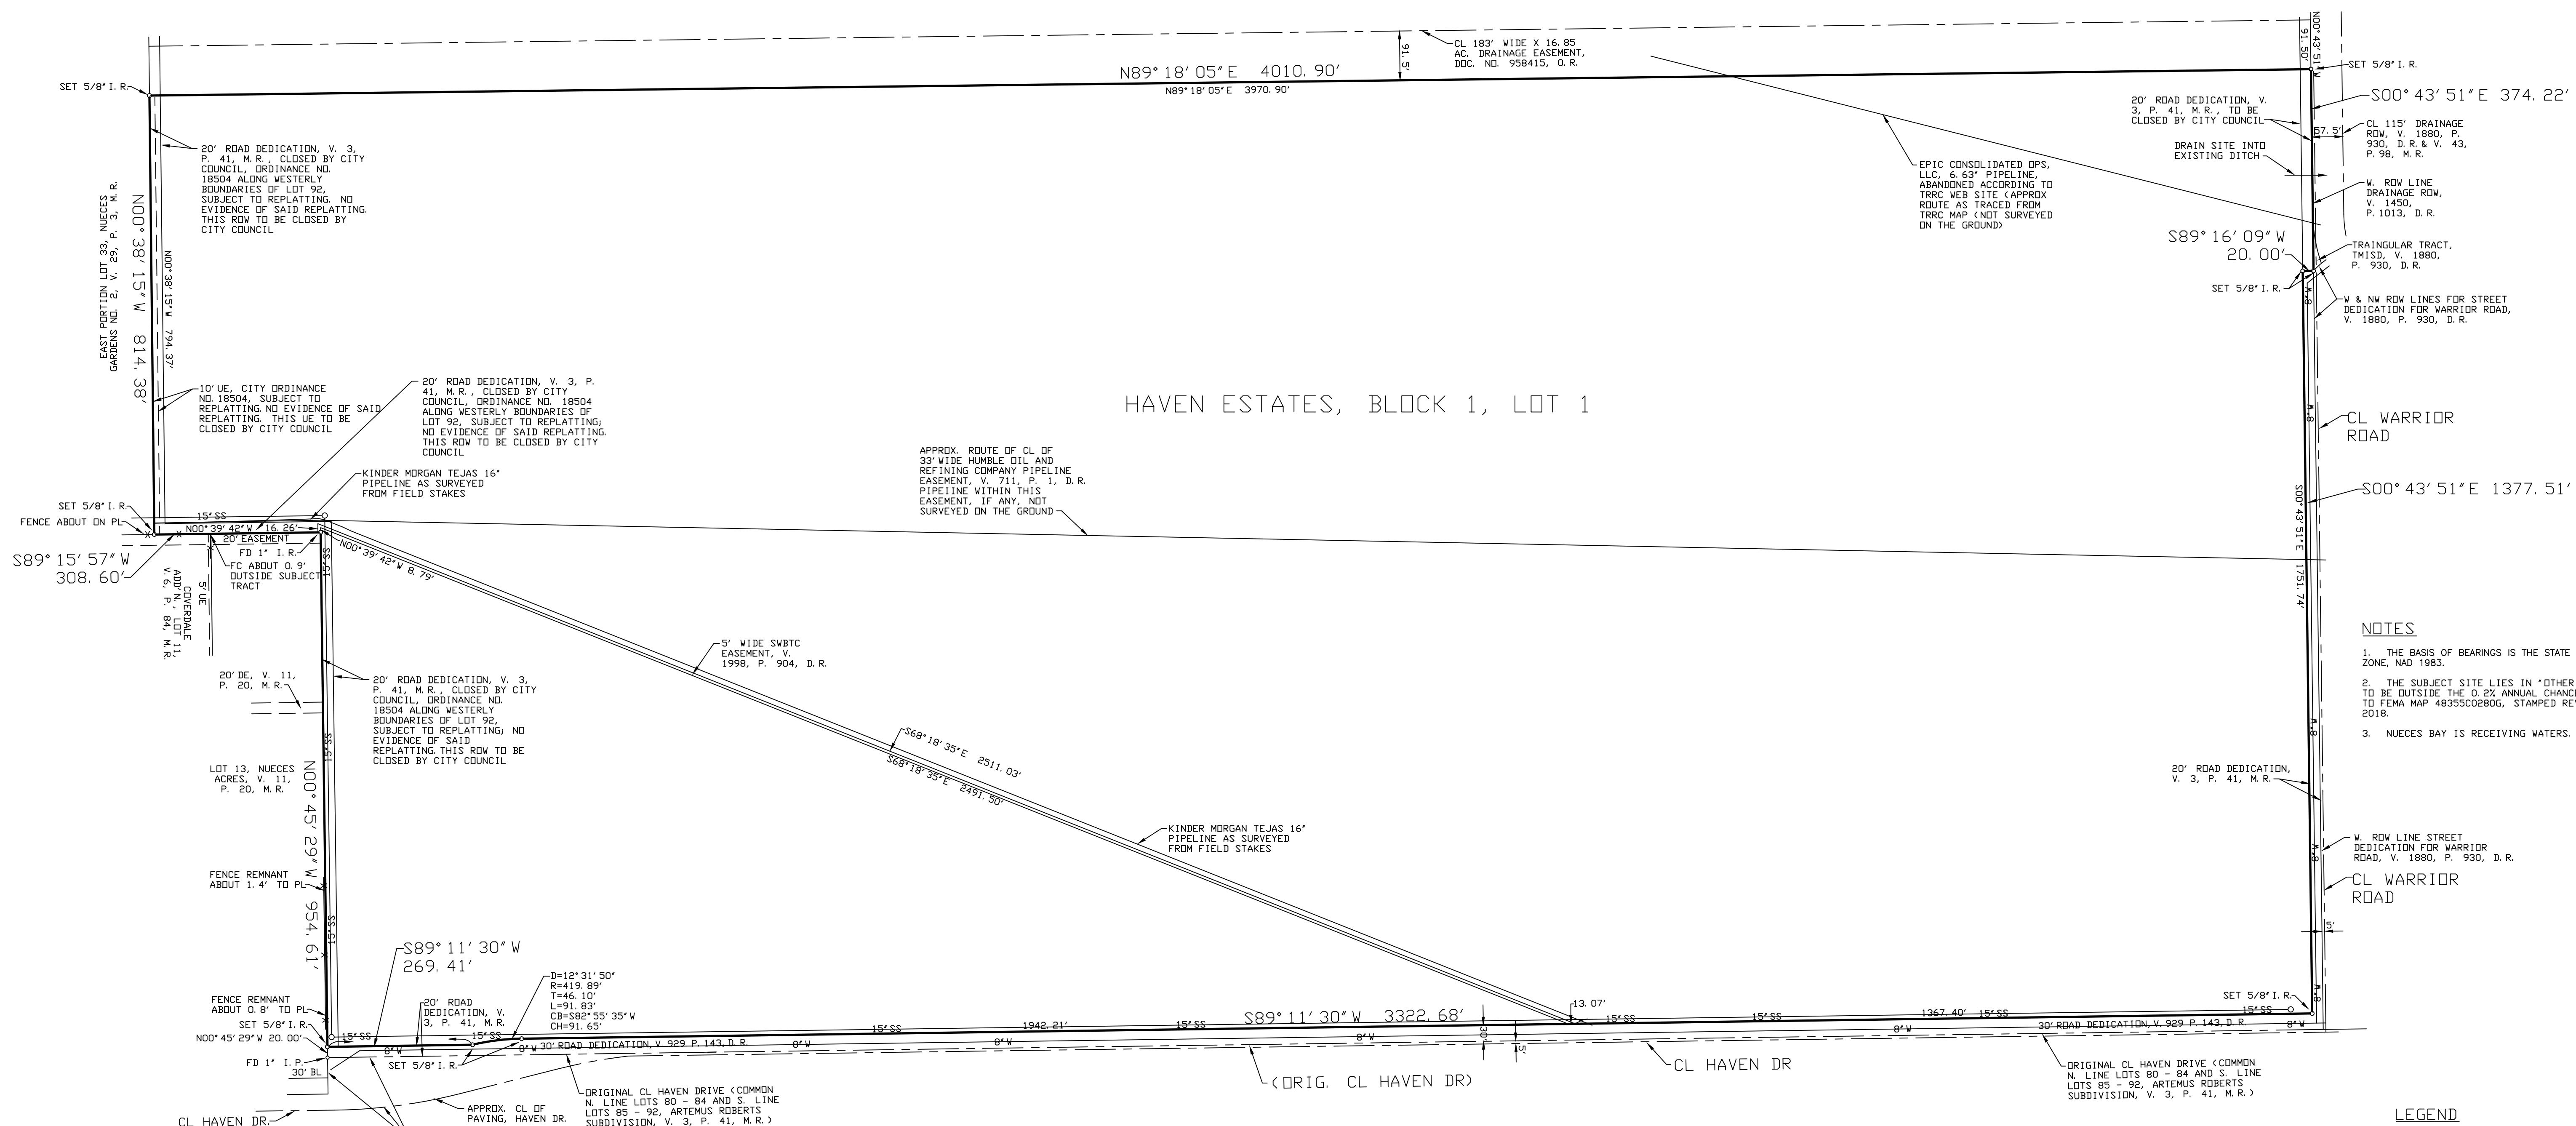 CL 183' WIDE X 16.85
AC. DRAINAGE EASEMENT,
DOC. NO. 958415, O.R.
91.5'
N00°43'51"W
91.50'
N89°18'05"E 4010.90'
N89°18'05"E 3970.90'
SET 5/8" I.R.
SET 5/8" I.R.
S00°43'51"E 374.22'
20' ROAD DEDICATION, V.
3, P. 41, M.R., TO BE
CLOSED BY CITY COUNCIL
57.5'
CL 115' DRAINAGE
ROW, V. 1880, P.
930, D.R. & V. 43,
P.98, M.R.
DRAIN SITE INTO
EXISTING DITCH
20' ROAD DEDICATION, V. 3,
P. 41, M.R., CLOSED BY CITY
COUNCIL, ORDINANCE NO.
18504 ALONG WESTERLY
BOUNDARIES OF LOT 92,
SUBJECT TO REPLATTING. NO
EVIDENCE OF SAID REPLATTING.
THIS ROW TO BE CLOSED BY
CITY COUNCIL
EAST PORTION LOT 33, NUECES
GARDENS NO. 2, V. 29, P. 3, M.R.
N00°38'15"W 814.38'
N00°38'15"W 794.37'
EPIC CONSOLIDATED OPS,
LLC, 6.63" PIPELINE,
ABANDONED ACCORDING TO
TRRC WEB SITE (APPROX
ROUTE AS TRACED FROM
TRRC MAP (NOT SURVEYED
ON THE GROUND)
W. ROW LINE
DRAINAGE ROW,
V. 1450,
P.1013, D.R.
S89°16'09"W
20.00'
TRAINGULAR TRACT,
TMISD, V. 1880,
P. 930, D.R.
SET 5/8" I.R.
8"W
W & NW ROW LINES FOR STREET
DEDICATION FOR WARRIOR ROAD,
V. 1880, P. 930, D.R.
10'UE, CITY ORDINANCE
NO.18504, SUBJECT TO
REPLATTING.NO EVIDENCE OF SAID
REPLATTING. THIS UE TO BE
CLOSED BY CITY COUNCIL
20' ROAD DEDICATION, V. 3, P.
41, M.R., CLOSED BY CITY
COUNCIL, ORDINANCE NO. 18504
ALONG WESTERLY BOUNDARIES OF
LOT 92, SUBJECT TO REPLATTING;
NO EVIDENCE OF SAID REPLATTING.
THIS ROW TO BE CLOSED BY CITY
COUNCIL
HAVEN ESTATES, BLOCK 1, LOT 1
8"W
CL WARRIOR
ROAD
APPROX. ROUTE OF CL OF
33'WIDE HUMBLE OIL AND
REFINING COMPANY PIPELINE
EASEMENT, V. 711, P. 1, D.R.
PIPEIINE WITHIN THIS
EASEMENT, IF ANY, NOT
SURVEYED ON THE GROUND
KINDER MORGAN TEJAS 16"
PIPELINE AS SURVEYED
FROM FIELD STAKES
S00°43'51"E 1377.51'
S00°43'51"E 1751.74'
SET 5/8" I.R.
FENCE ABOUT ON PL
15"SS
N00°39'42"W 16.26'
20'EASEMENT
FD 1" I.R.
S89°15'57"W
308.60'
15"SS
N00°39'42"W 8.79'
FC ABOUT 0.9'
OUTSIDE SUBJECT
TRACT
5'UE
COVERDALE
ADD'N., LOT 11,
V.6, P. 84, M.R.
NOTES
1. THE BASIS OF BEARINGS IS THE STATE
ZONE, NAD 1983.
2. THE SUBJECT SITE LIES IN "OTHER
TO BE OUTSIDE THE 0.2% ANNUAL CHANC
TO FEMA MAP 48355C0280G, STAMPED RE
2018.
3. NUECES BAY IS RECEIVING WATERS.
5' WIDE SWBTC
EASEMENT, V.
1998, P. 904, D.R.
20'DE, V. 11,
P. 20, M.R.
20' ROAD DEDICATION, V. 3,
P. 41, M.R., CLOSED BY CITY
COUNCIL, ORDINANCE NO.
18504 ALONG WESTERLY
BOUNDARIES OF LOT 92,
SUBJECT TO REPLATTING; NO
EVIDENCE OF SAID
REPLATTING.THIS ROW TO BE
CLOSED BY CITY COUNCIL
15"SS
8"W
S68°18'35"E 2511.03'
S68°18'35"E 2491.50'
LOT 13, NUECES
ACRES, V. 11,
P. 20, M.R.
N00°45'29"W 954.61'
20' ROAD DEDICATION,
V. 3, P. 41, M.R.
KINDER MORGAN TEJAS 16"
PIPELINE AS SURVEYED
FROM FIELD STAKES
8"W
W. ROW LINE STREET
DEDICATION FOR WARRIOR
ROAD, V. 1880, P. 930, D.R.
FENCE REMNANT
ABOUT 1.4' TO PL
CL WARRIOR
ROAD
15"SS
5'
S89°11'30"W
269.41'
D=12°31'50"
R=419.89'
T=46.10'
L=91.83'
CB=S82°55'35"W
CH=91.65'
FENCE REMNANT
ABOUT 0.8' TO PL
20' ROAD
DEDICATION, V.
3, P. 41, M.R.
SET 5/8" I.R.
8"W
13.07'
SET 5/8"I.R.
N00°45'29"W 20.00'
15"SS
15"SS
15"SS
1942.21'
15"SS
S89°11'30"W 3322.68'
30'
5'
15"SS
15"SS
1367.40'
15"SS
15"SS
8"W
8"W
30'ROAD DEDICATION,V.929 P.143,D.R.
8"W
8"W
8"W
8"W
30'ROAD DEDICATION,V.929 P.143,D.R.
8"W
FD 1" I.P.
30'BL
SET 5/8"I.R.
CL HAVEN DR.
APPROX. CL OF
PAVING, HAVEN DR.
ORIGINAL CL HAVEN DRIVE (COMMON
N. LINE LOTS 80 - 84 AND S. LINE
LOTS 85 - 92, ARTEMUS ROBERTS
SUBDIVISION, V. 3, P. 41, M.R.)
(ORIG. CL HAVEN DR)
CL HAVEN DR
ORIGINAL CL HAVEN DRIVE (COMMON
N. LINE LOTS 80 - 84 AND S. LINE
LOTS 85 - 92, ARTEMUS ROBERTS
SUBDIVISION, V. 3, P. 41, M.R.)
LEGEND